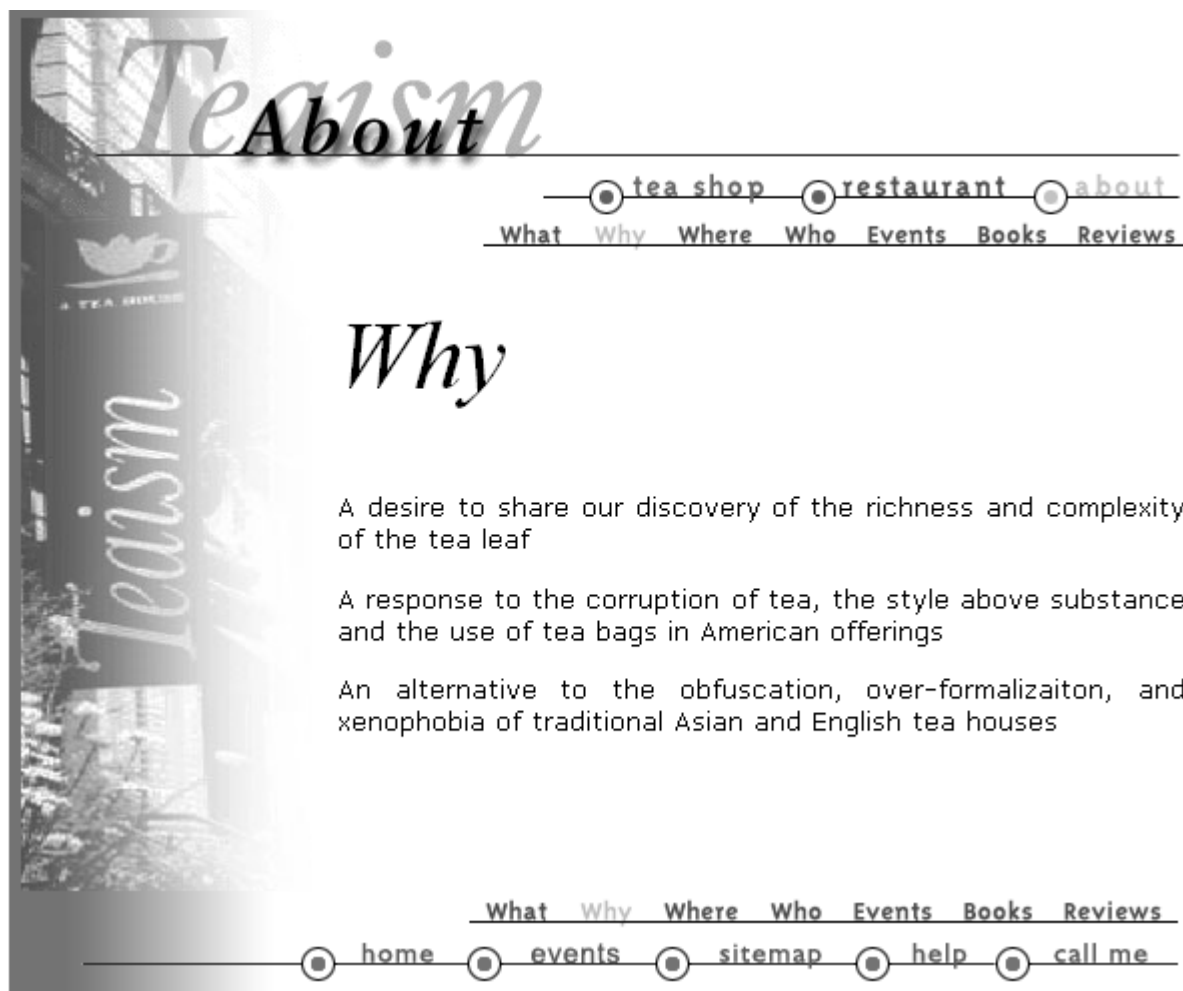 Teaism
About
tea shop restaurant about
What Why Where Who Events Books Reviews
A TEA HOUSE
Teaism
Why
A desire to share our discovery of the richness and complexity
of the tea leaf
A response to the corruption of tea, the style above substance
and the use of tea bags in American offerings
An alternative to the obfuscation, over-formalizaiton, and
xenophobia of traditional Asian and English tea houses
What Why Where Who Events Books Reviews
home events sitemap help call me